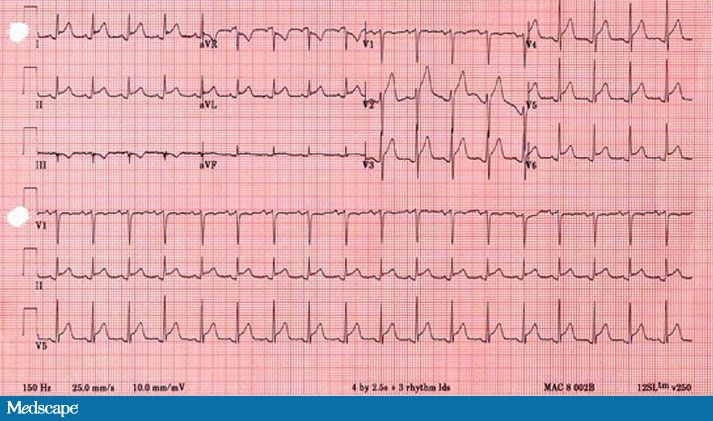 I aVR V1 V4
II aVL V2 V5
III aVF V3 V6
V1
II
V5
150 Hz 25.0 mm/s 10.0 mm/mV 4 by 2.5s + 3 rhythm lds MAC 8 002B 12SL™ v250
Medscape